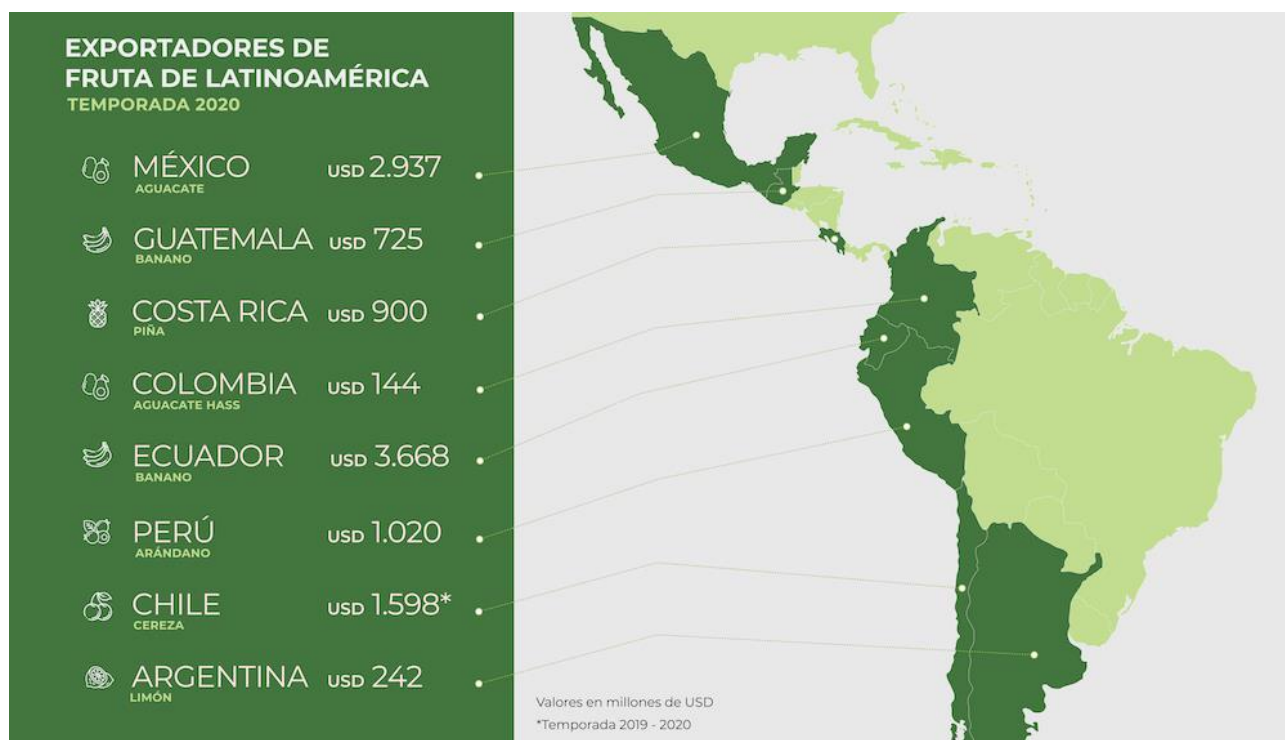 EXPORTADORES DE
FRUTA DE LATINOAMÉRICA
TEMPORADA 2020
MÉXICO USD 2.937
AGUACATE
GUATEMALA USD 725
BANANO
COSTA RICA USD 900
PIÑA
COLOMBIA USD 144
AGUACATE HASS
ECUADOR USD 3.668
BANANO
PERÚ USD 1.020
ARÁNDANO
CHILE USD 1.598*
CEREZA
ARGENTINA USD 242
LIMÓN
Valores en millones de USD
*Temporada 2019 - 2020